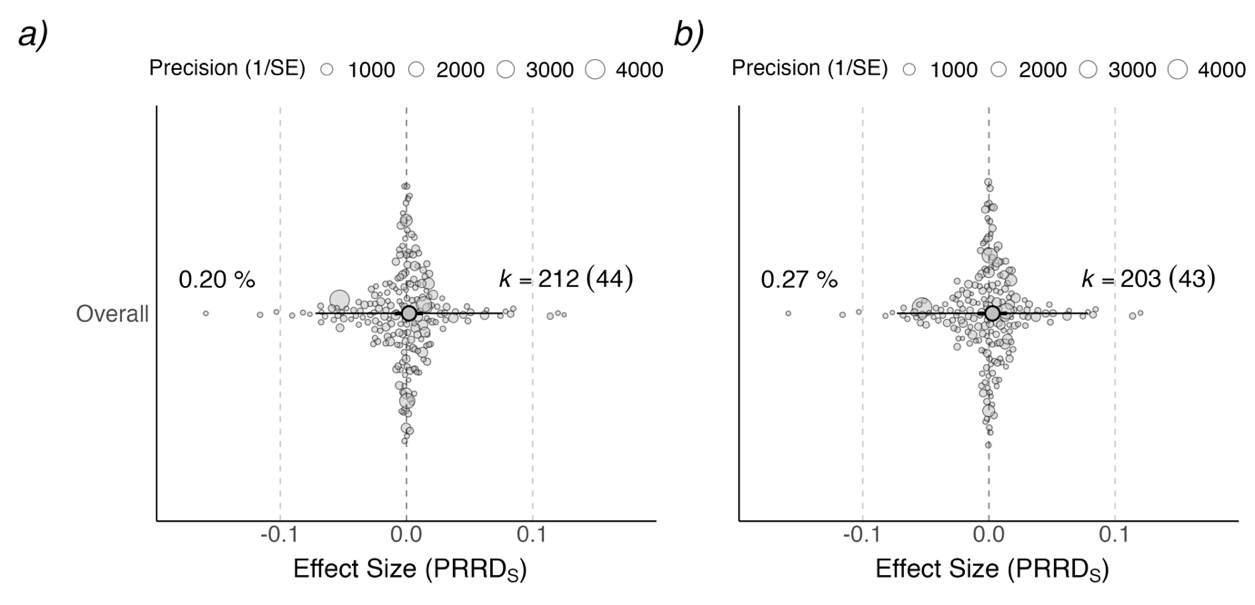 a)
Precision (1/SE) 1000 2000 3000 4000
0.20 %
k = 212 (44)
Overall
-0.1 0.0 0.1
Effect Size (PRRDS)
b)
Precision (1/SE) 1000 2000 3000 4000
0.27 %
k = 203 (43)
-0.1 0.0 0.1
Effect Size (PRRDS)